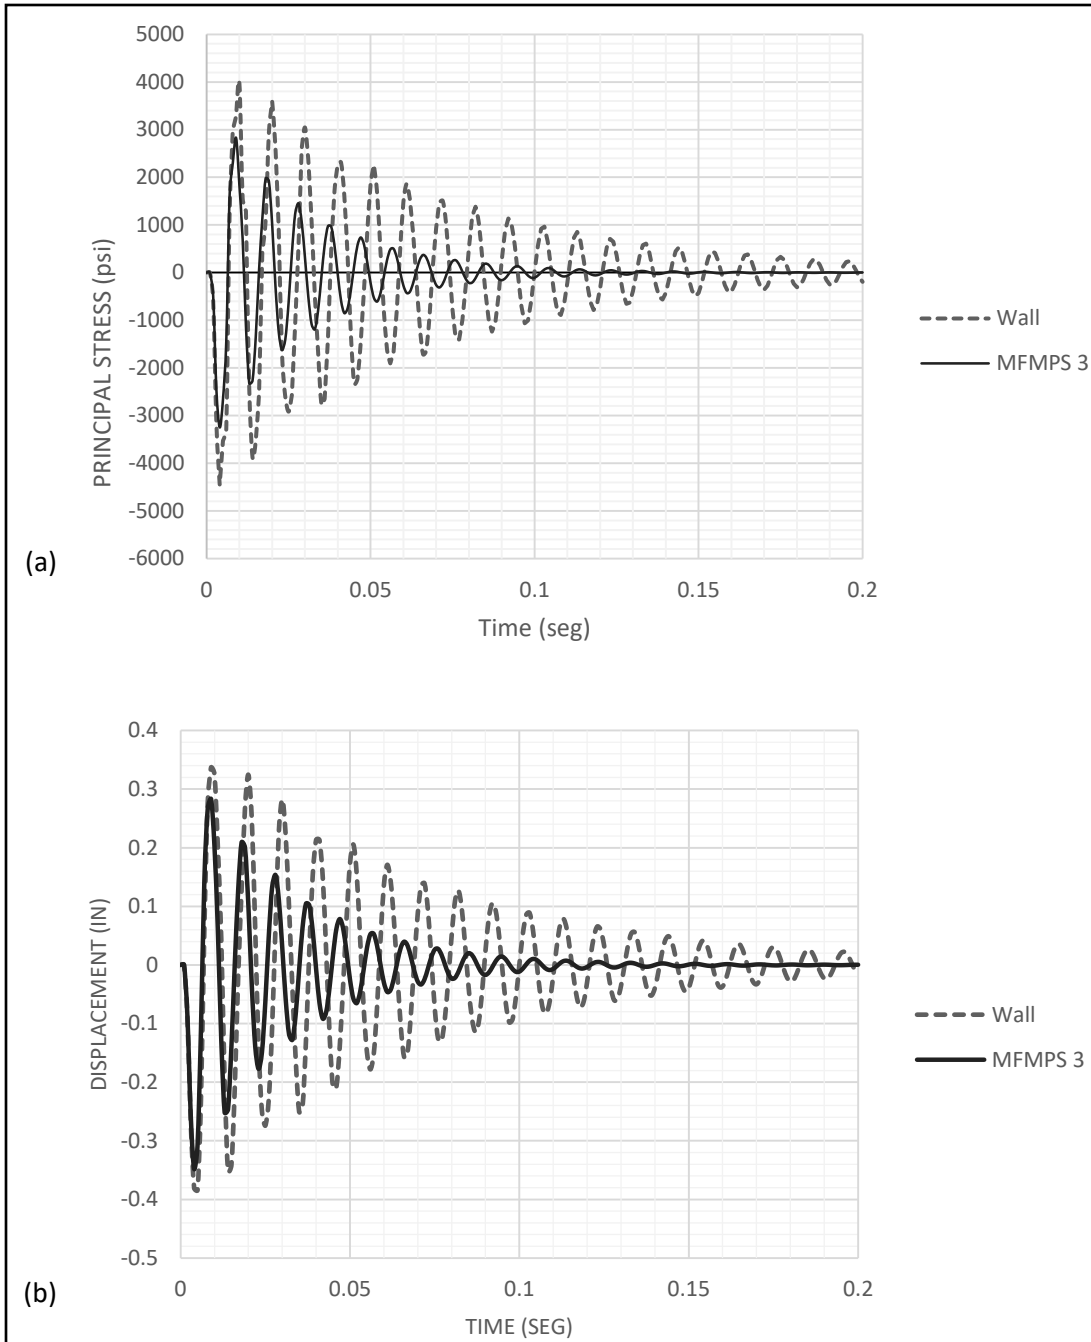 5000
4000
3000
2000
1000
0
-1000
-2000
-3000
-4000
-5000
-6000
PRINCIPAL STRESS (psi)
0 0.05 0.1 0.15 0.2
Time (seg)
Wall
MFMPS 3
(a)
0.4
0.3
0.2
0.1
0
-0.1
-0.2
-0.3
-0.4
-0.5
DISPLACEMENT (IN)
0 0.05 0.1 0.15 0.2
TIME (SEG)
Wall
MFMPS 3
(b)